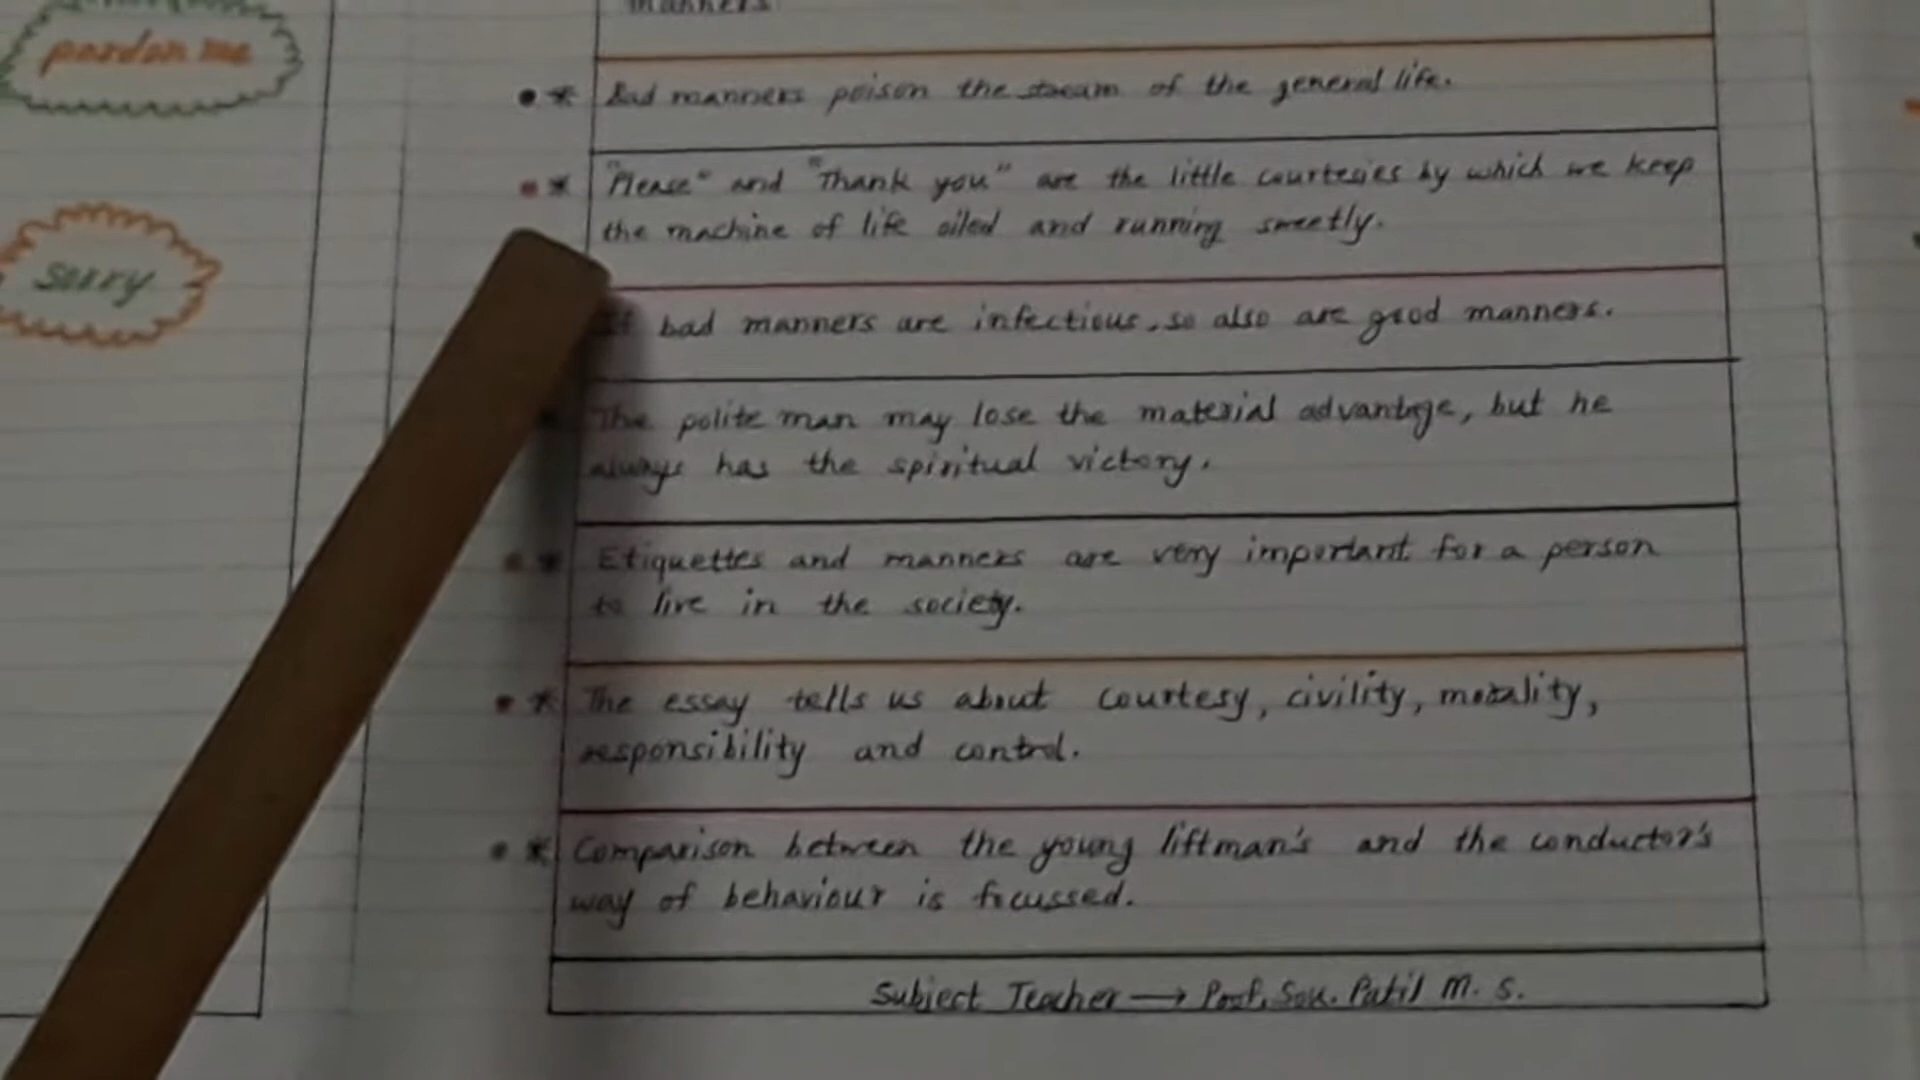 pardon me
sorry
manners
Bad manners poison the stream of the general life.
"Please" and "Thank you" are the little courtesies by which we keep
the machine of life oiled and running sweetly.
If bad manners are infectious, so also are good manners.
The polite man may lose the material advantage, but he
always has the spiritual victory.
Etiquettes and manners are very important for a person
to live in the society.
The essay tells us about courtesy, civility, morality,
responsibility and control.
Comparison between the young liftman's and the conductor's
way of behaviour is focussed.
Subject Teacher → Prof. Sou. Patil M. S.